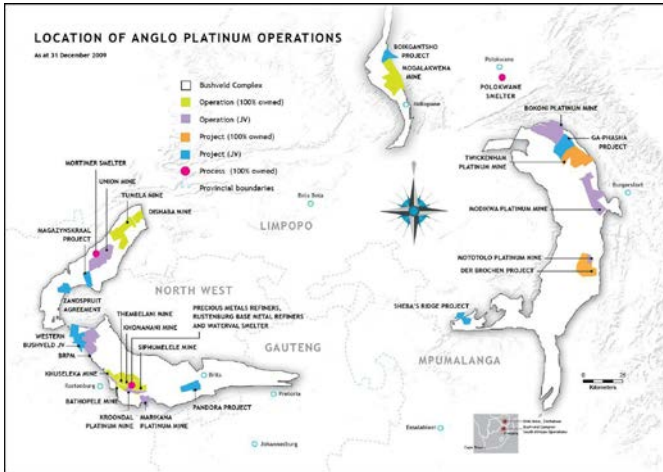 LOCATION OF ANGLO PLATINUM OPERATIONS
As at 31 December 2009
Bushveld Complex
Operation (100% owned)
Operation (JV)
Project (100% owned)
Project (JV)
Process (100% owned)
Provincial boundaries
BOIKGANTSHO
PROJECT
MOGALAKWENA
MINE
Polokwane
POLOKWANE
SMELTER
BOKONI PLATINUM MINE
GA-PHASHA
PROJECT
TWICKENHAM
PLATINUM MINE
Burgersfort
MODIKWA PLATINUM MINE
MORTIMER SMELTER
UNION MINE
TUMELA MINE
DISHABA MINE
MAGAZYNSKRAAL
PROJECT
Bela Bela
LIMPOPO
MOTOTOLO PLATINUM MINE
DER BROCHEN PROJECT
NORTH WEST
ZANDSPRUIT
AGREEMENT
PRECIOUS METALS REFINERS,
RUSTENBURG BASE METAL REFINERS
AND WATERVAL SMELTER
THEMBELANI MINE
KHOMANANI MINE
SIPHUMELELE MINE
SHEBA'S RIDGE PROJECT
GAUTENG
MPUMALANGA
WESTERN
BUSHVELD JV
BRPM
KHUSELEKA MINE
Rustenburg
Brits
Pretoria
BATHOPELE MINE
KROONDAL
PLATINUM MINE
MARIKANA
PLATINUM MINE
PANDORA PROJECT
Johannesburg
Kilometers